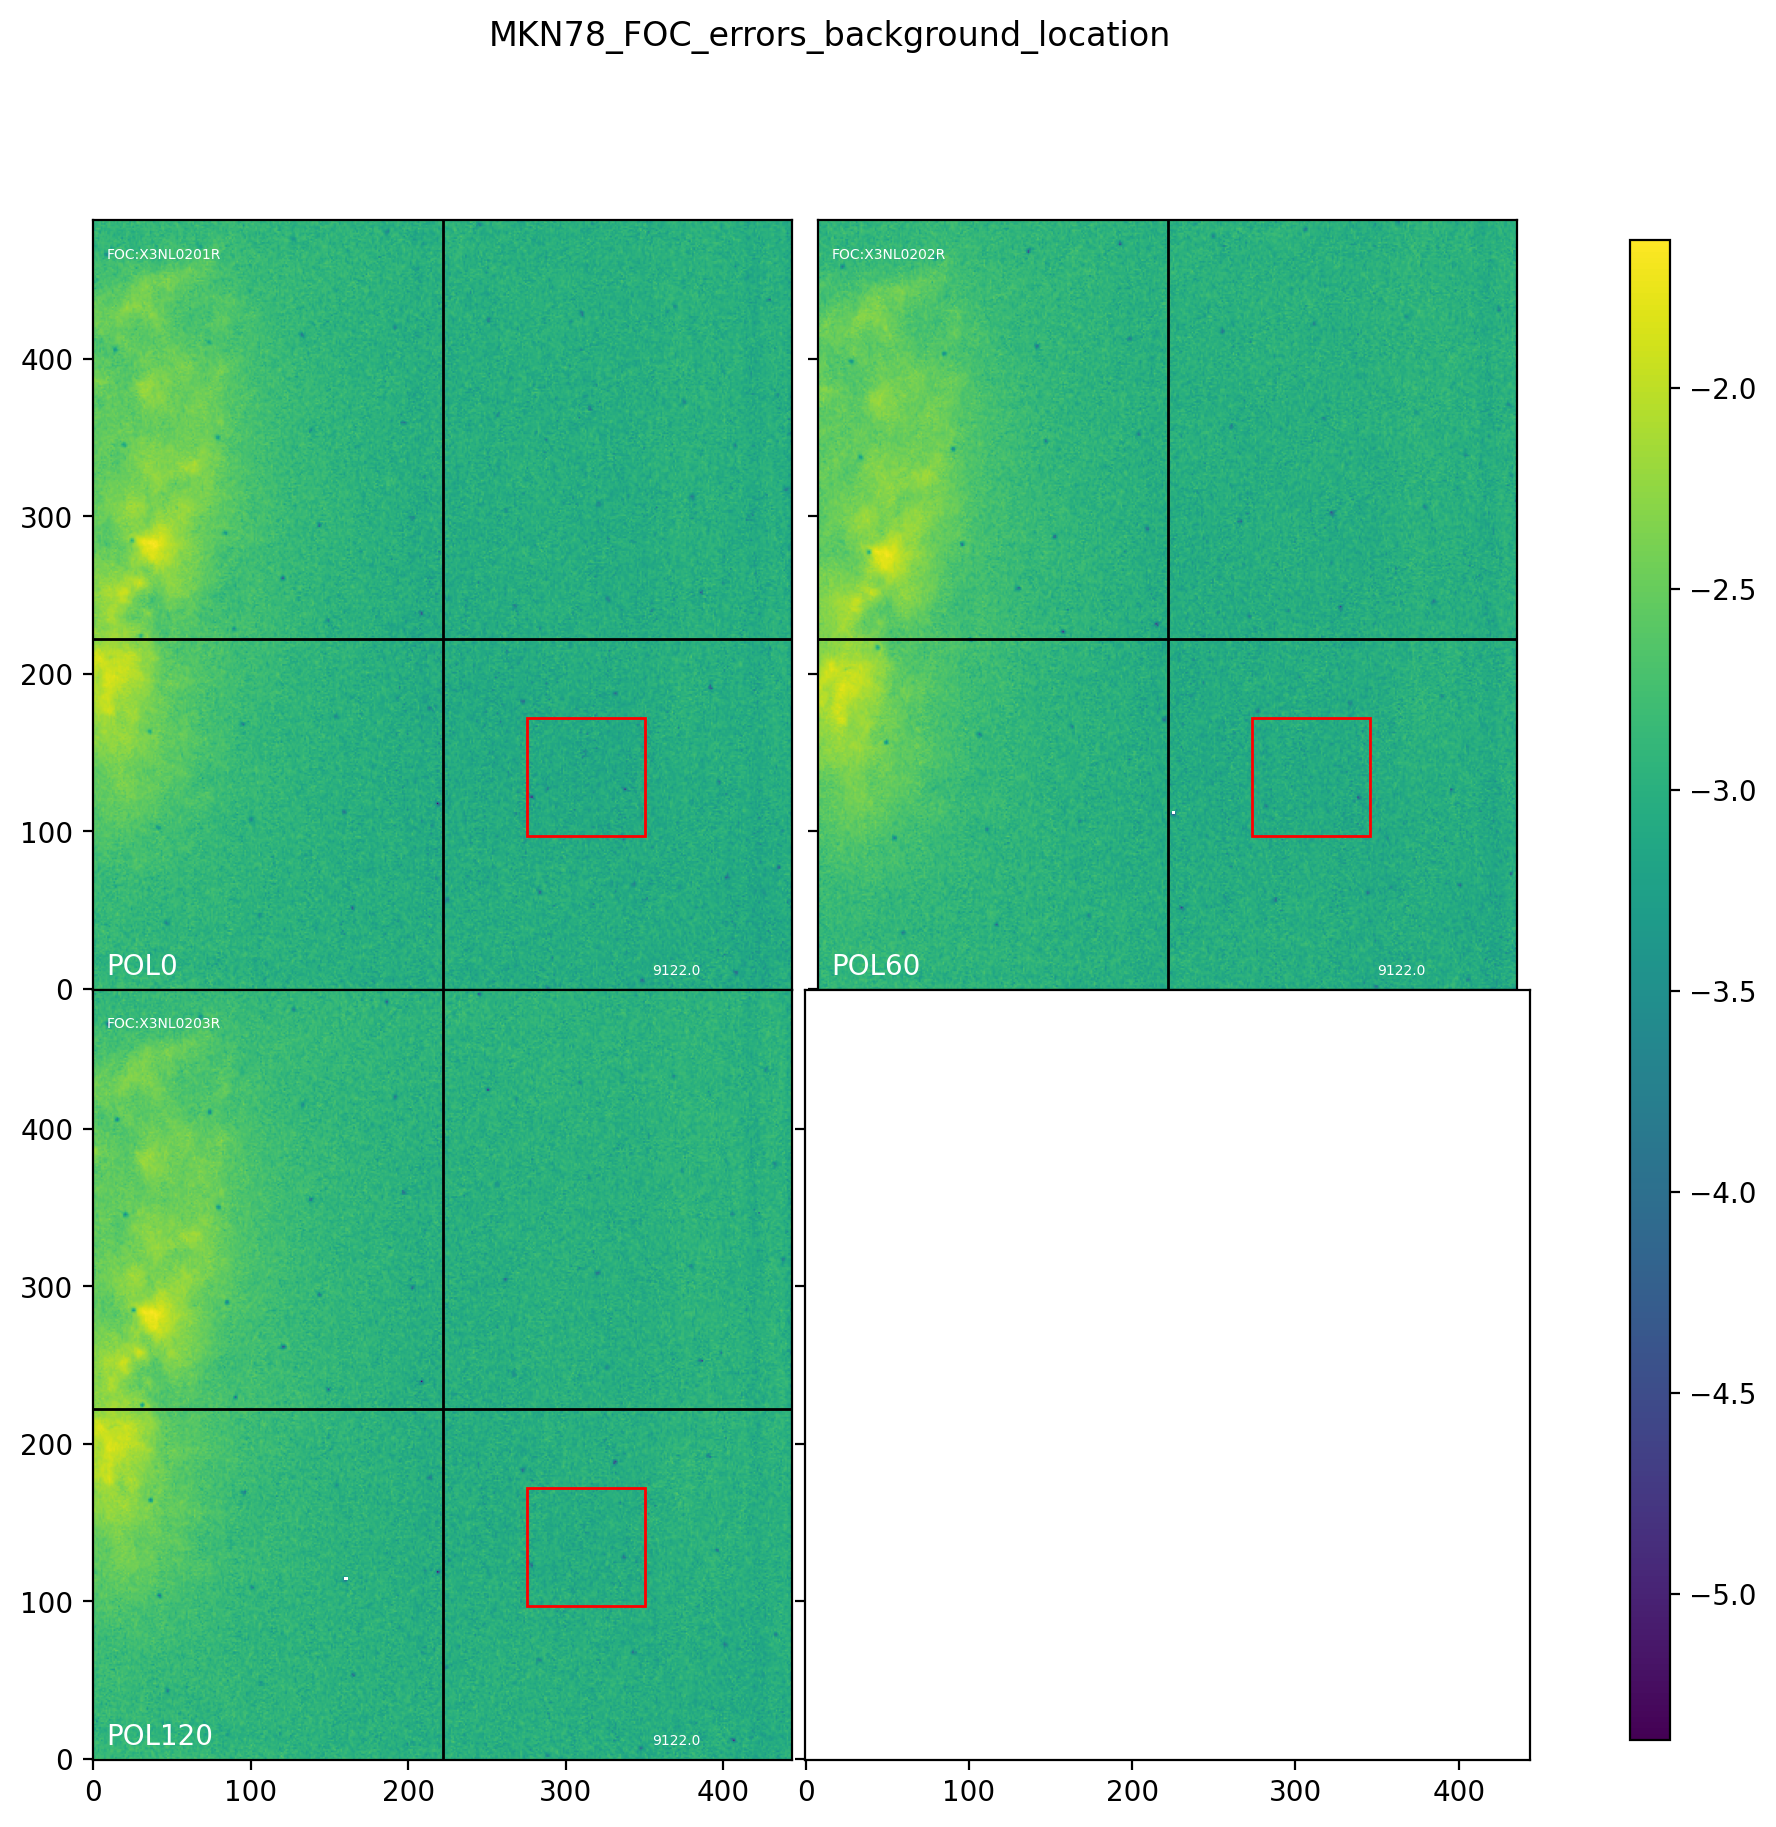 MKN78_FOC_errors_background_location
FOC:X3NL0201R
FOC:X3NL0202R
400
300
200
100
0
POL0
9122.0
POL60
9122.0
FOC:X3NL0203R
400
300
200
100
0
POL120
9122.0
0 100 200 300 400
0 100 200 300 400
−2.0
−2.5
−3.0
−3.5
−4.0
−4.5
−5.0